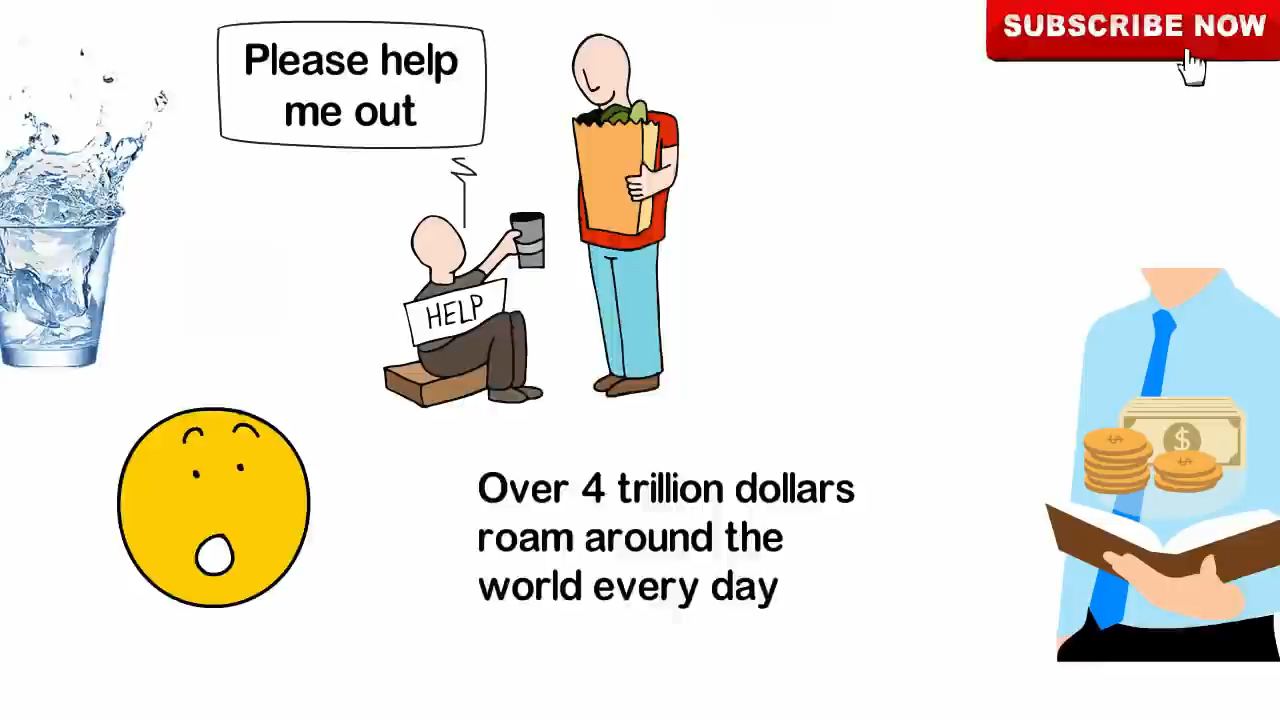 SUBSCRIBE NOW
Please help
me out
HELP
Over 4 trillion dollars
roam around the
world every day